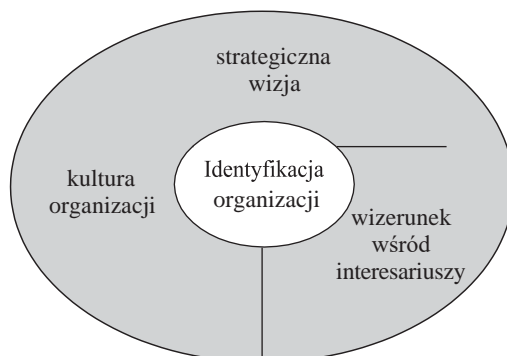 strategiczna
wizja
Identyfikacja
organizacji
kultura
organizacji
wizerunek
wśród
interesariuszy